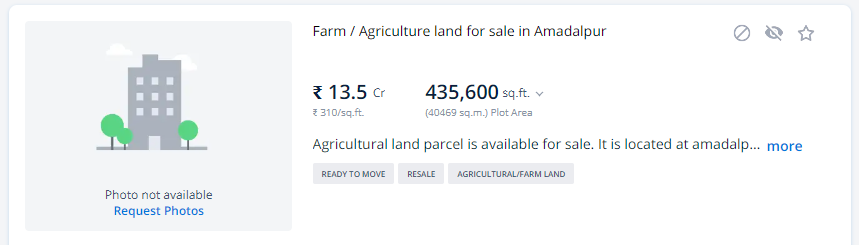 Farm / Agriculture land for sale in Amadalpur
₹ 13.5 Cr
₹ 310/sq.ft.
435,600 sq.ft.
(40469 sq.m.) Plot Area
Agricultural land parcel is available for sale. It is located at amadalp... more
READY TO MOVE
RESALE
AGRICULTURAL/FARM LAND
Photo not available
Request Photos